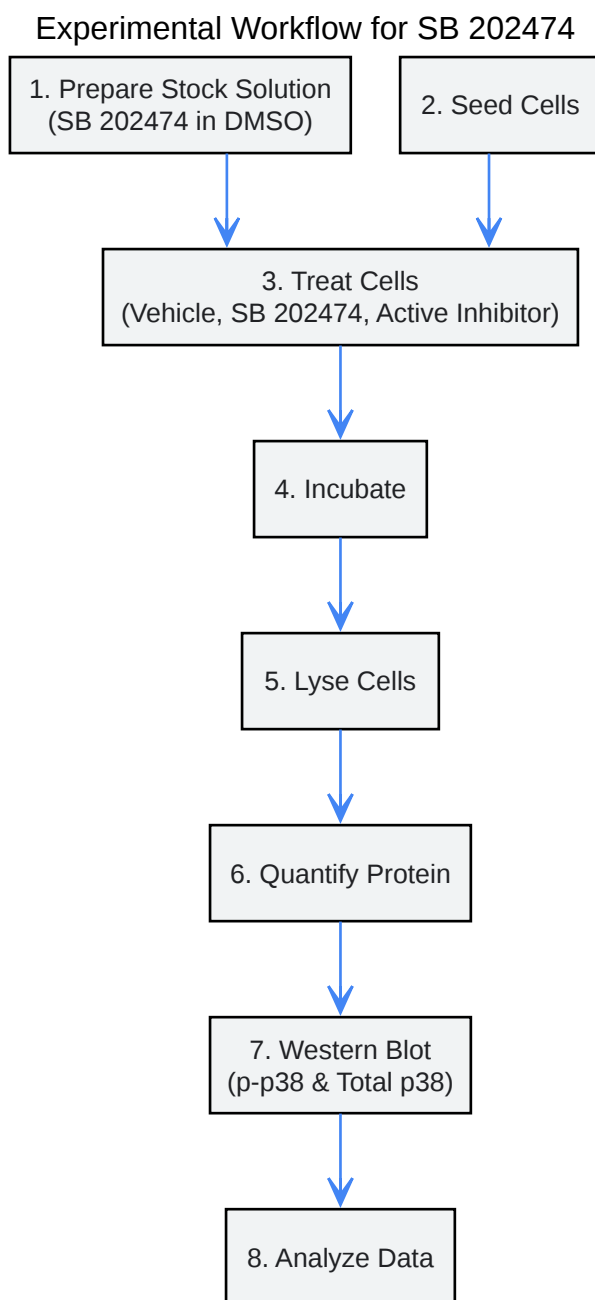 Experimental Workflow for SB 202474
1. Prepare Stock Solution
(SB 202474 in DMSO)
2. Seed Cells
3. Treat Cells
(Vehicle, SB 202474, Active Inhibitor)
4. Incubate
5. Lyse Cells
6. Quantify Protein
7. Western Blot
(p-p38 & Total p38)
8. Analyze Data